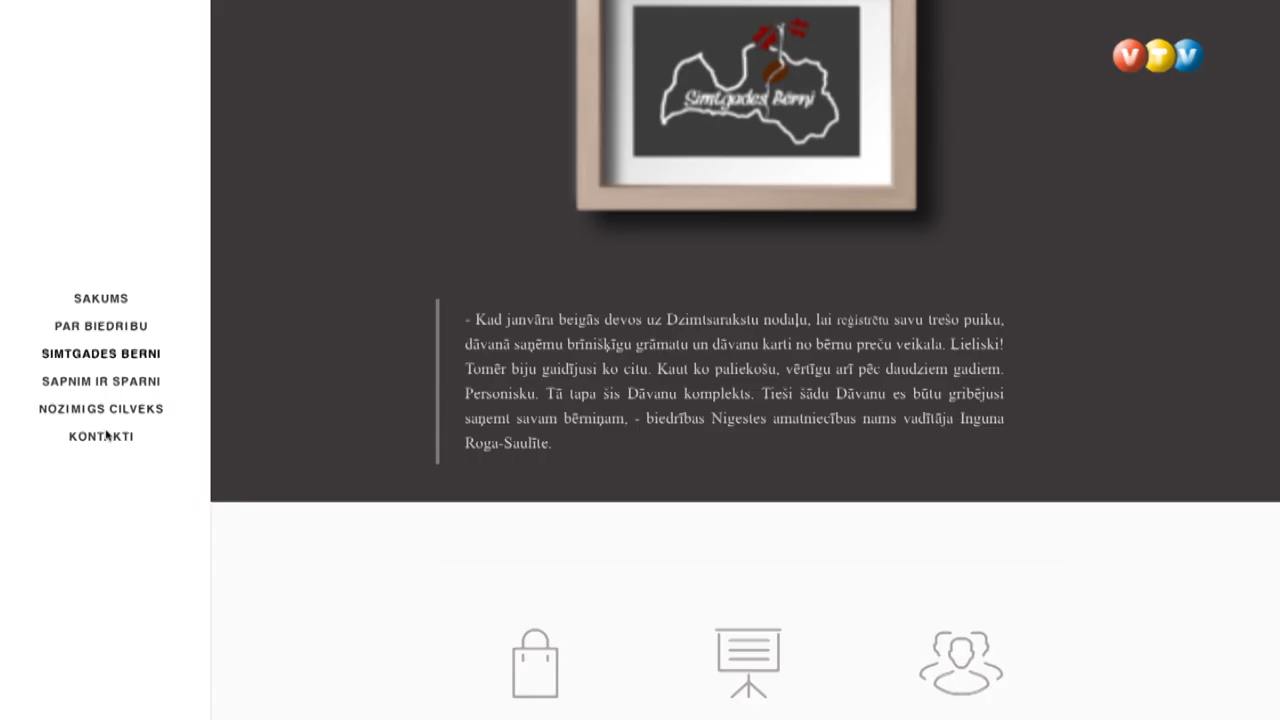 Simtgades Bērni
VTV
SAKUMS
PAR BIEDRIBU
SIMTGADES BERNI
SAPNIM IR SPARNI
NOZIMIGS CILVEKS
KONTAKTI
- Kad janvāra beigās devos uz Dzimtsarakstu nodaļu, lai reģistrētu savu trešo puiku,
dāvanā saņēmu brīnišķīgu grāmatu un dāvanu karti no bērnu preču veikala. Lieliski!
Tomēr biju gaidījusi ko citu. Kaut ko paliekošu, vērtīgu arī pēc daudziem gadiem.
Personisku. Tā tapa šis Dāvanu komplekts. Tieši šādu Dāvanu es būtu gribējusi
saņemt savam bērniņam, - biedrības Nigestes amatniecības nams vadītāja Inguna
Roga-Saulīte.